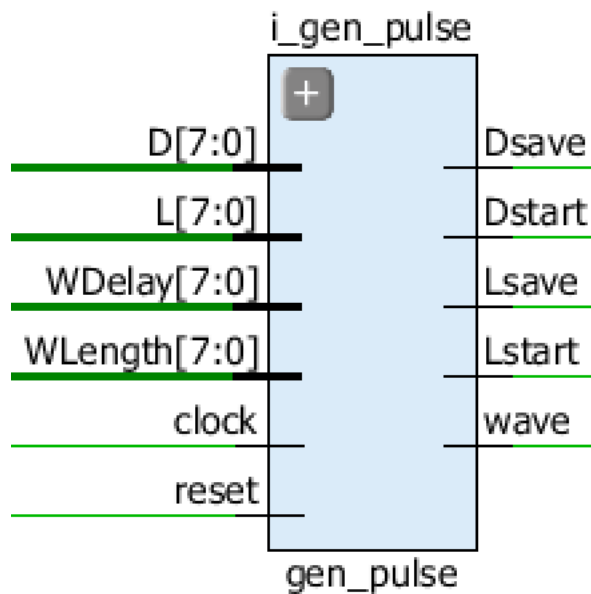 i_gen_pulse
+
D[7:0] Dsave
L[7:0] Dstart
WDelay[7:0] Lsave
WLength[7:0] Lstart
clock wave
reset
gen_pulse